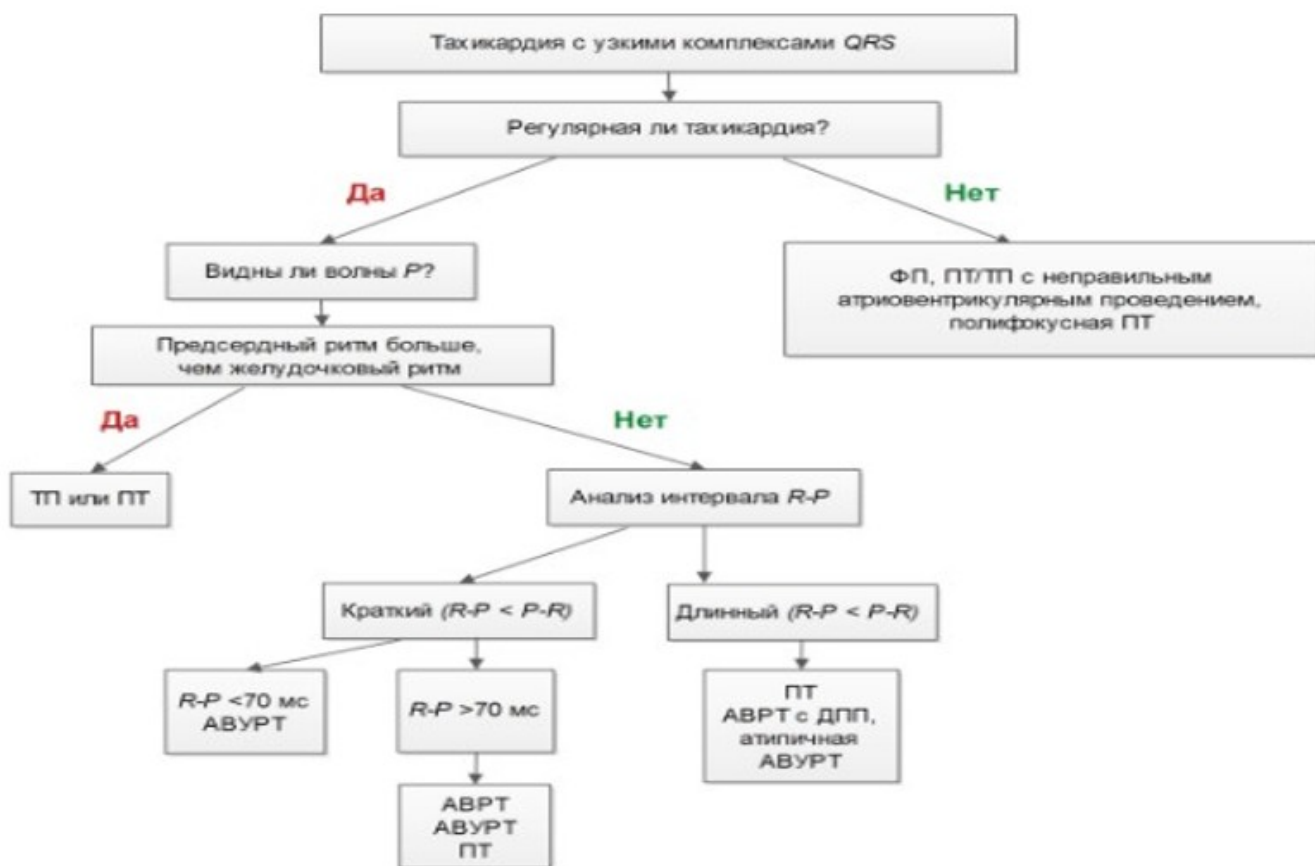 Тахикардия с узкими комплексами QRS
Регулярная ли тахикардия?
Да
Нет
Видны ли волны P?
ФП, ПТ/ТП с неправильным
атриовентрикулярным проведением,
полифокусная ПТ
Предсердный ритм больше,
чем желудочковый ритм
Да
Нет
ТП или ПТ
Анализ интервала R-P
Краткий (R-P < P-R)
Длинный (R-P < P-R)
R-P <70 мс
АВУРТ
R-P >70 мс
ПТ
АВРТ с ДПП,
атипичная
АВУРТ
АВРТ
АВУРТ
ПТ